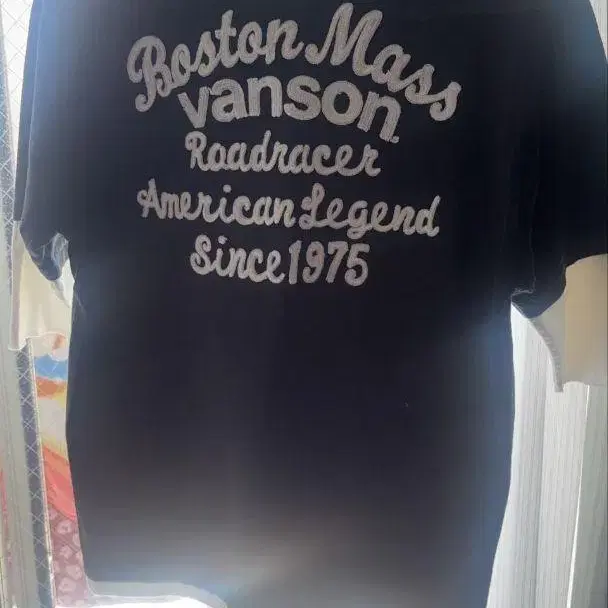 Boston Mass
vanson
Roadracer
American Legend
Since 1975